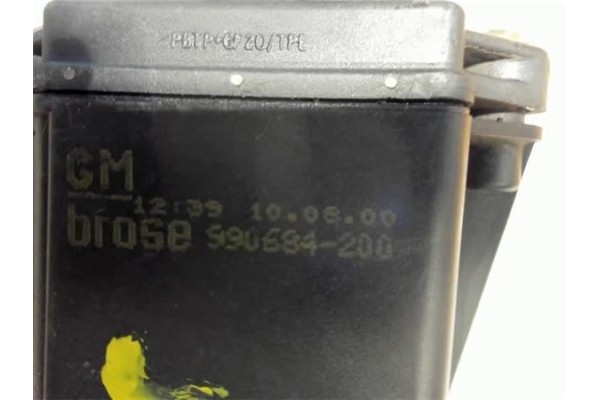 PBTP-GF20/TPE
GM
12:39 10.08.00
brose 990684-200